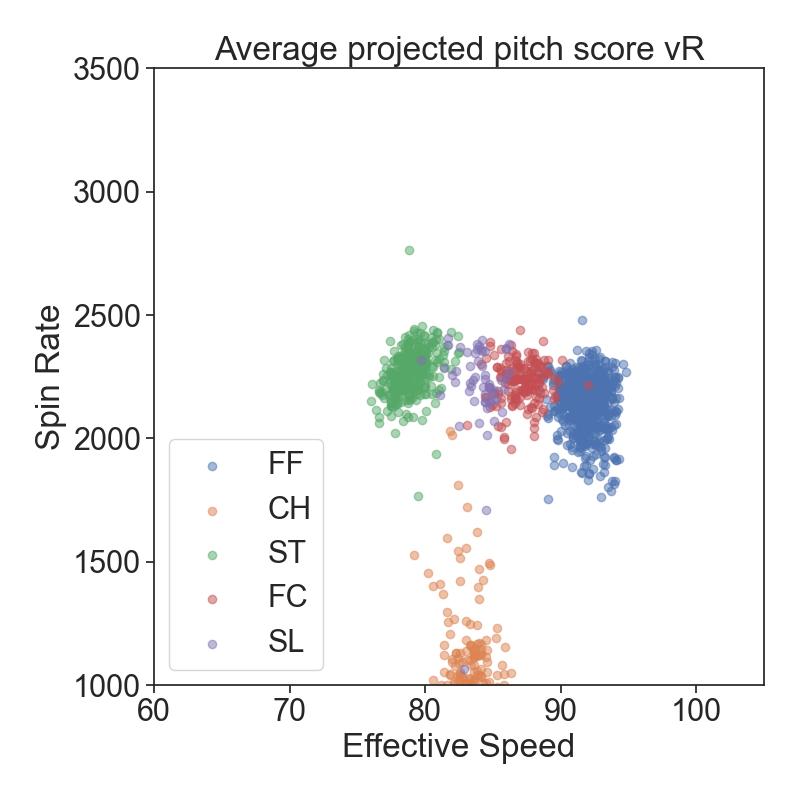 Average projected pitch score vR
3500
3000
2500
2000
1500
1000
Spin Rate
FF
CH
ST
FC
SL
60 70 80 90 100
Effective Speed